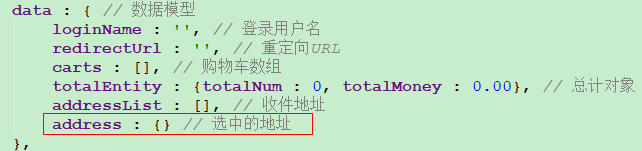 data : { // 数据模型
loginName : '', // 登录用户名
redirectUrl : '', // 重定向URL
carts : [], // 购物车数组
totalEntity : {totalNum : 0, totalMoney : 0.00}, // 总计对象
addressList : [], // 收件地址
address : {} // 选中的地址
},